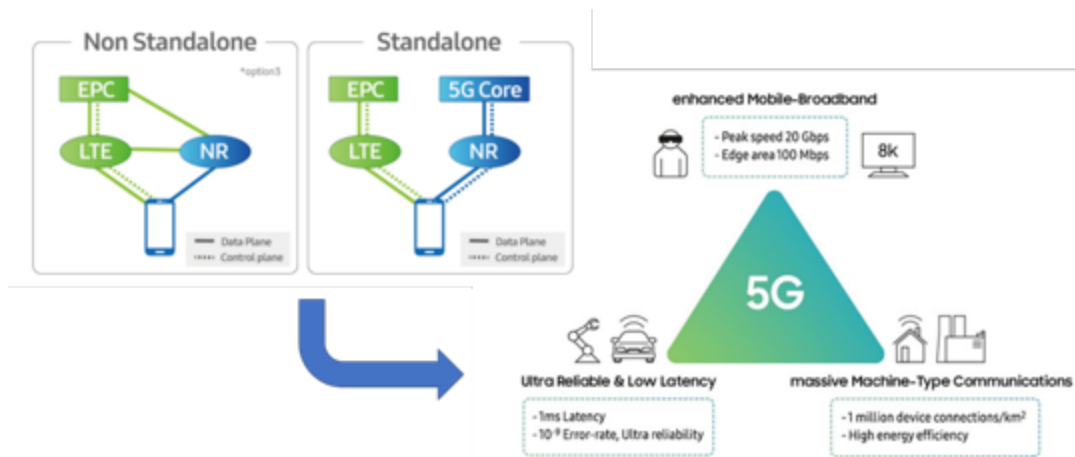 Non Standalone
*option3
EPC
LTE
NR
Data Plane
Control plane
Standalone
EPC
5G Core
LTE
NR
Data Plane
Control plane
enhanced Mobile-Broadband
- Peak speed 20 Gbps
- Edge area 100 Mbps
8k
5G
Ultra Reliable & Low Latency
- 1ms Latency
- 10⁻⁹ Error-rate, Ultra reliability
massive Machine-Type Communications
- 1 million device connections/km²
- High energy efficiency